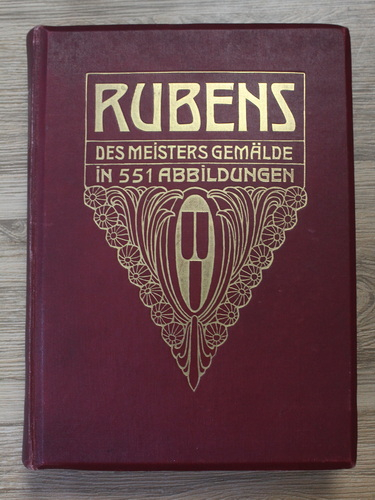 RUBENS
DES MEISTERS GEMÄLDE
IN 551 ABBILDUNGEN